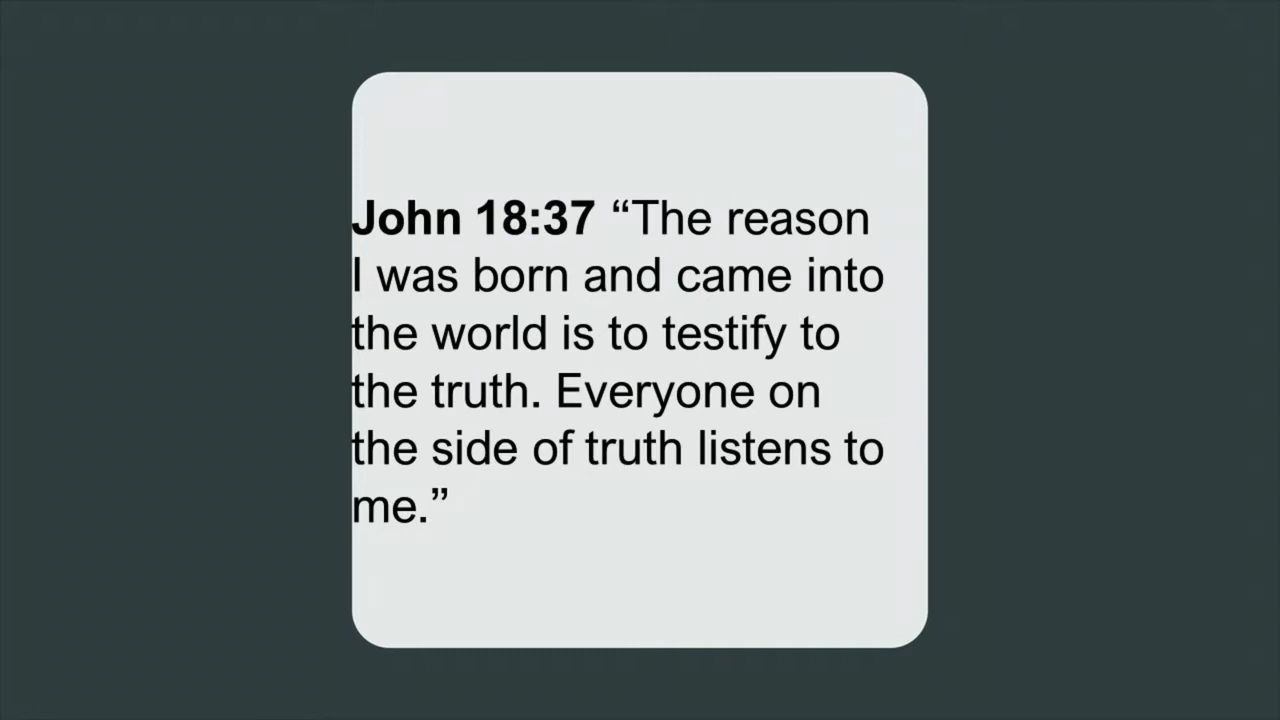 John 18:37 “The reason
I was born and came into
the world is to testify to
the truth. Everyone on
the side of truth listens to
me.”